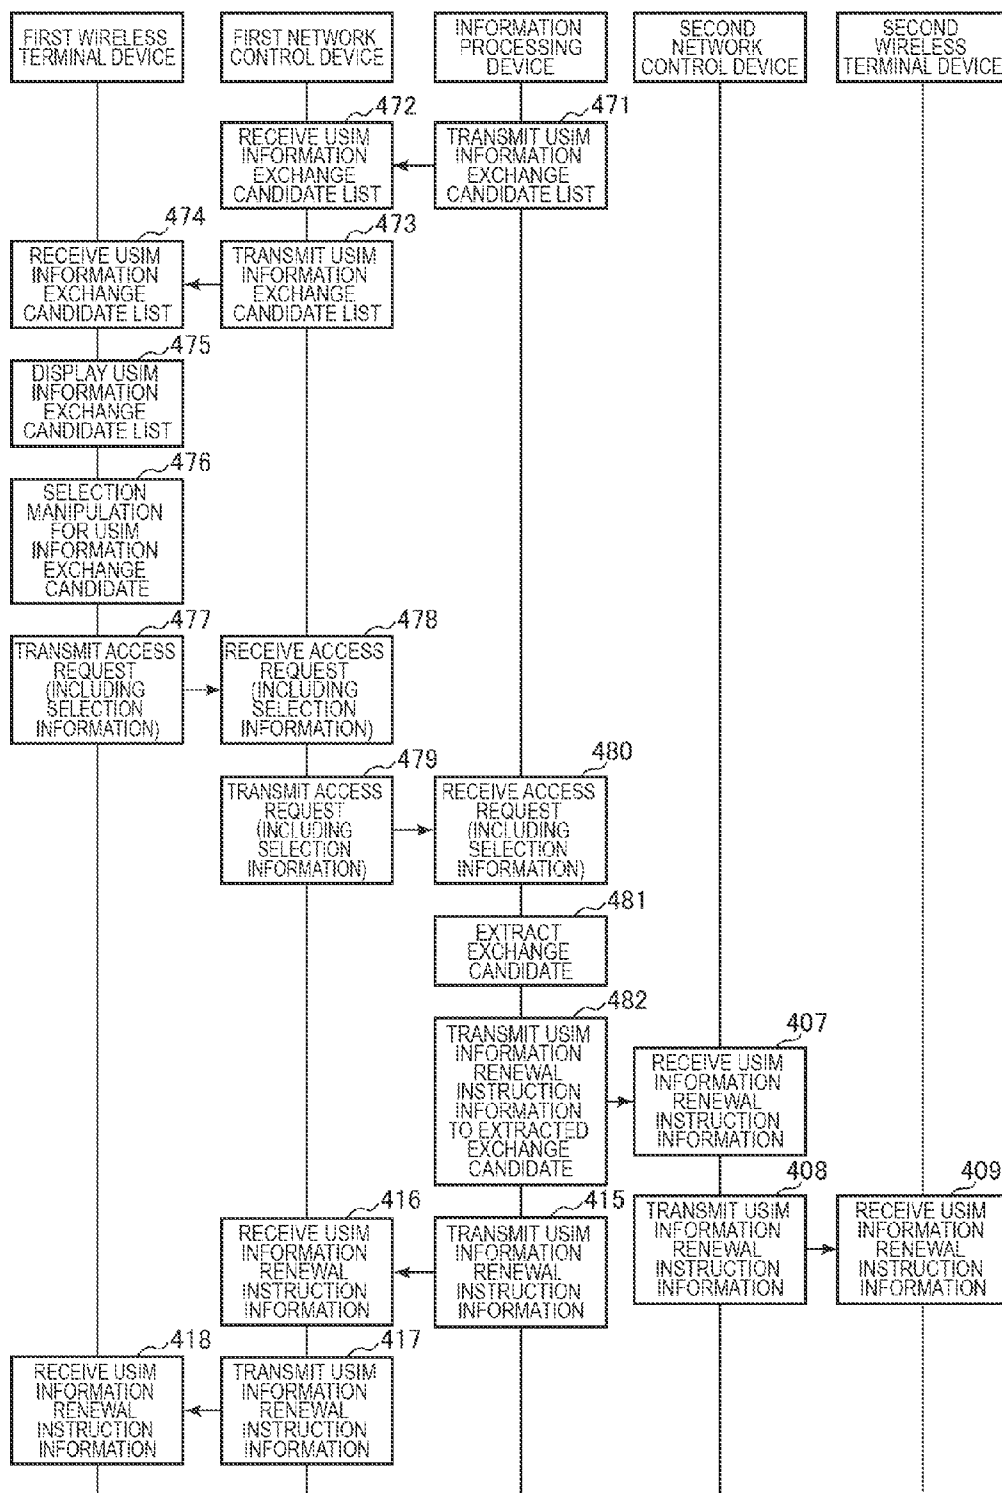 FIRST WIRELESS
TERMINAL DEVICE
FIRST NETWORK
CONTROL DEVICE
INFORMATION
PROCESSING
DEVICE
SECOND
NETWORK
CONTROL DEVICE
SECOND
WIRELESS
TERMINAL DEVICE
472
RECEIVE USIM
INFORMATION
EXCHANGE
CANDIDATE LIST
471
TRANSMIT USIM
INFORMATION
EXCHANGE
CANDIDATE LIST
474
RECEIVE USIM
INFORMATION
EXCHANGE
CANDIDATE LIST
473
TRANSMIT USIM
INFORMATION
EXCHANGE
CANDIDATE LIST
475
DISPLAY USIM
INFORMATION
EXCHANGE
CANDIDATE LIST
476
SELECTION
MANIPULATION
FOR USIM
INFORMATION
EXCHANGE
CANDIDATE
477
TRANSMIT ACCESS
REQUEST
(INCLUDING
SELECTION
INFORMATION)
478
RECEIVE ACCESS
REQUEST
(INCLUDING
SELECTION
INFORMATION)
479
TRANSMIT ACCESS
REQUEST
(INCLUDING
SELECTION
INFORMATION)
480
RECEIVE ACCESS
REQUEST
(INCLUDING
SELECTION
INFORMATION)
481
EXTRACT
EXCHANGE
CANDIDATE
482
TRANSMIT USIM
INFORMATION
RENEWAL
INSTRUCTION
INFORMATION
TO EXTRACTED
EXCHANGE
CANDIDATE
407
RECEIVE USIM
INFORMATION
RENEWAL
INSTRUCTION
INFORMATION
408
TRANSMIT USIM
INFORMATION
RENEWAL
INSTRUCTION
INFORMATION
409
RECEIVE USIM
INFORMATION
RENEWAL
INSTRUCTION
INFORMATION
416
RECEIVE USIM
INFORMATION
RENEWAL
INSTRUCTION
INFORMATION
415
TRANSMIT USIM
INFORMATION
RENEWAL
INSTRUCTION
INFORMATION
418
RECEIVE USIM
INFORMATION
RENEWAL
INSTRUCTION
INFORMATION
417
TRANSMIT USIM
INFORMATION
RENEWAL
INSTRUCTION
INFORMATION